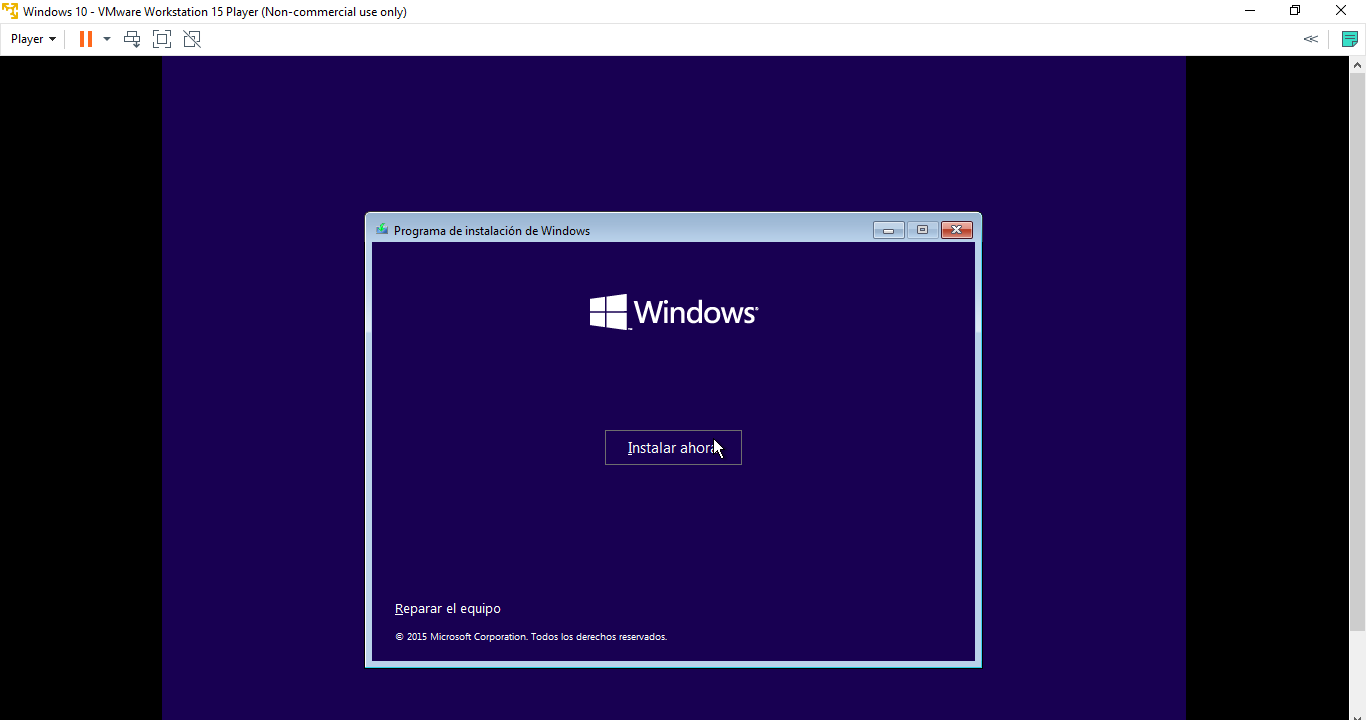 Windows 10 - VMware Workstation 15 Player (Non-commercial use only)
Player
Programa de instalación de Windows
Windows
Instalar ahora
Reparar el equipo
© 2015 Microsoft Corporation. Todos los derechos reservados.